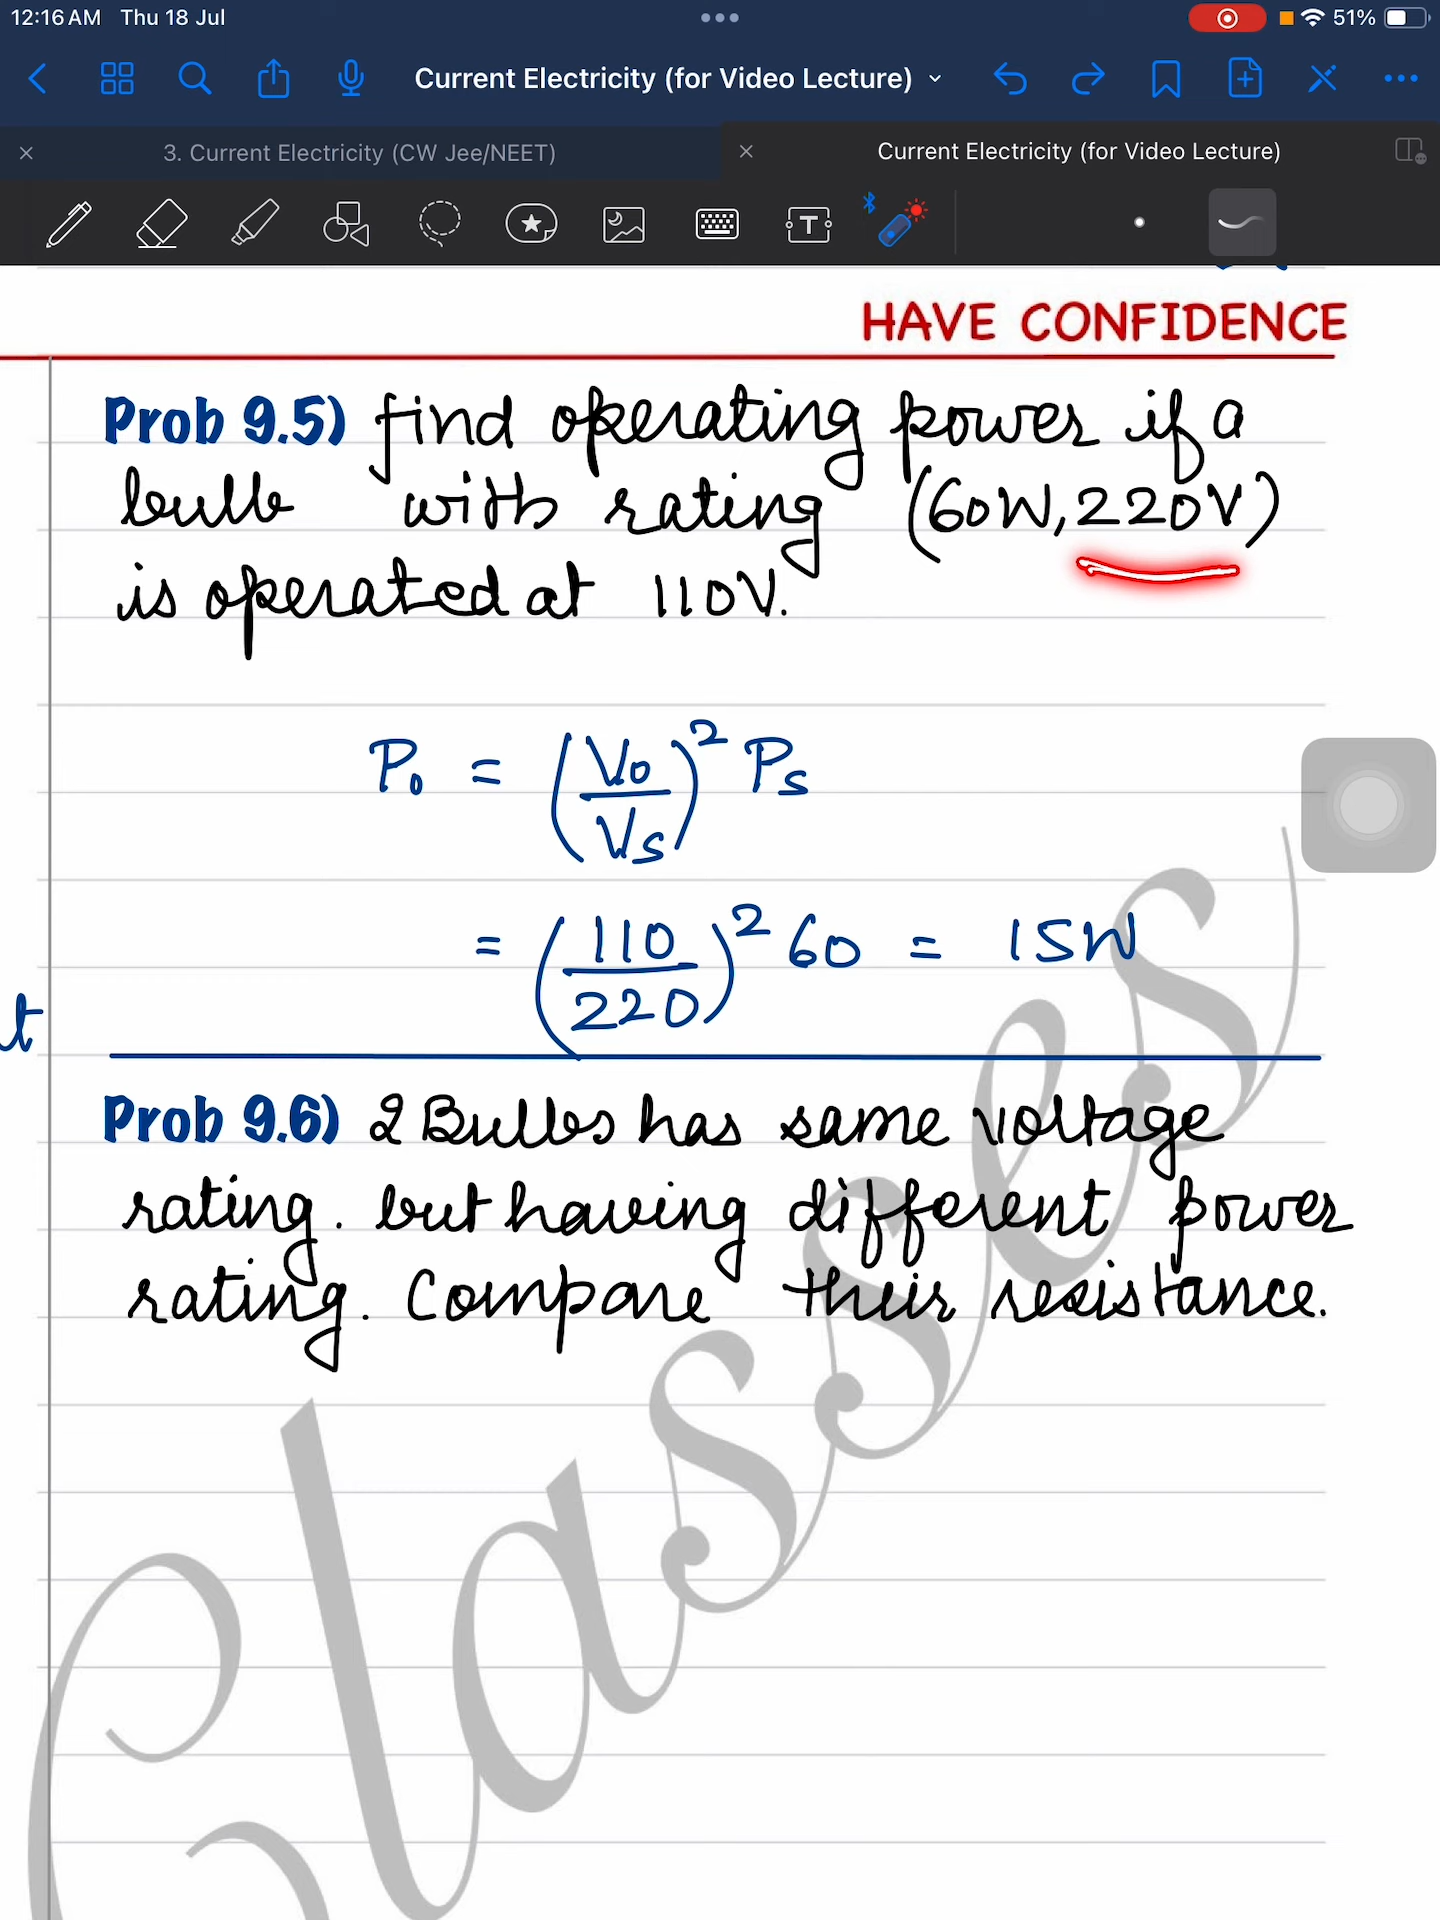 12:16 AM Thu 18 Jul
51%
Current Electricity (for Video Lecture)
3. Current Electricity (CW Jee/NEET)
Current Electricity (for Video Lecture)
T
HAVE CONFIDENCE
Prob 9.5) find operating power if a
bulb with rating (60W, 220V)
is operated at 110V.
P₀ = (V₀/Vs)² Ps
= (110/220)² 60 = 15W
t
Prob 9.6) 2 Bulbs has same voltage
rating. but having different power
rating. Compare their resistance.
Classes